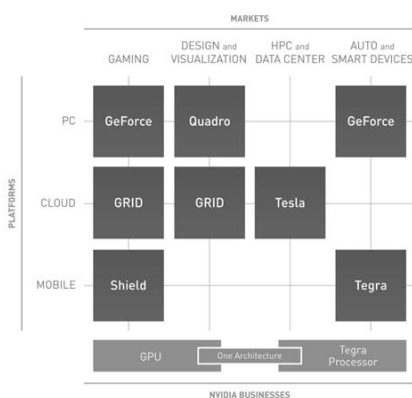 MARKETS
GAMING
DESIGN and
VISUALIZATION
HPC and
DATA CENTER
AUTO and
SMART DEVICES
PLATFORMS
PC
GeForce
Quadro
GeForce
CLOUD
GRID
GRID
Tesla
MOBILE
Shield
Tegra
GPU
One Architecture
Tegra
Processor
NVIDIA BUSINESSES